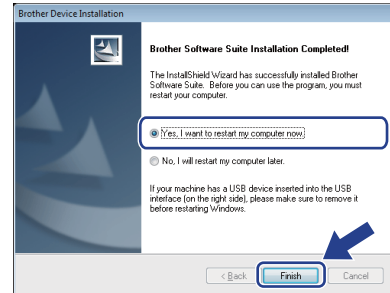 Brother Device Installation
Brother Software Suite Installation Completed!
The InstallShield Wizard has successfully installed Brother
Software Suite. Before you can use the program, you must
restart your computer.
Yes, I want to restart my computer now.
No, I will restart my computer later.
If your machine has a USB device inserted into the USB
interface (on the right side), please make sure to remove it
before restarting Windows.
< Back
Finish
Cancel